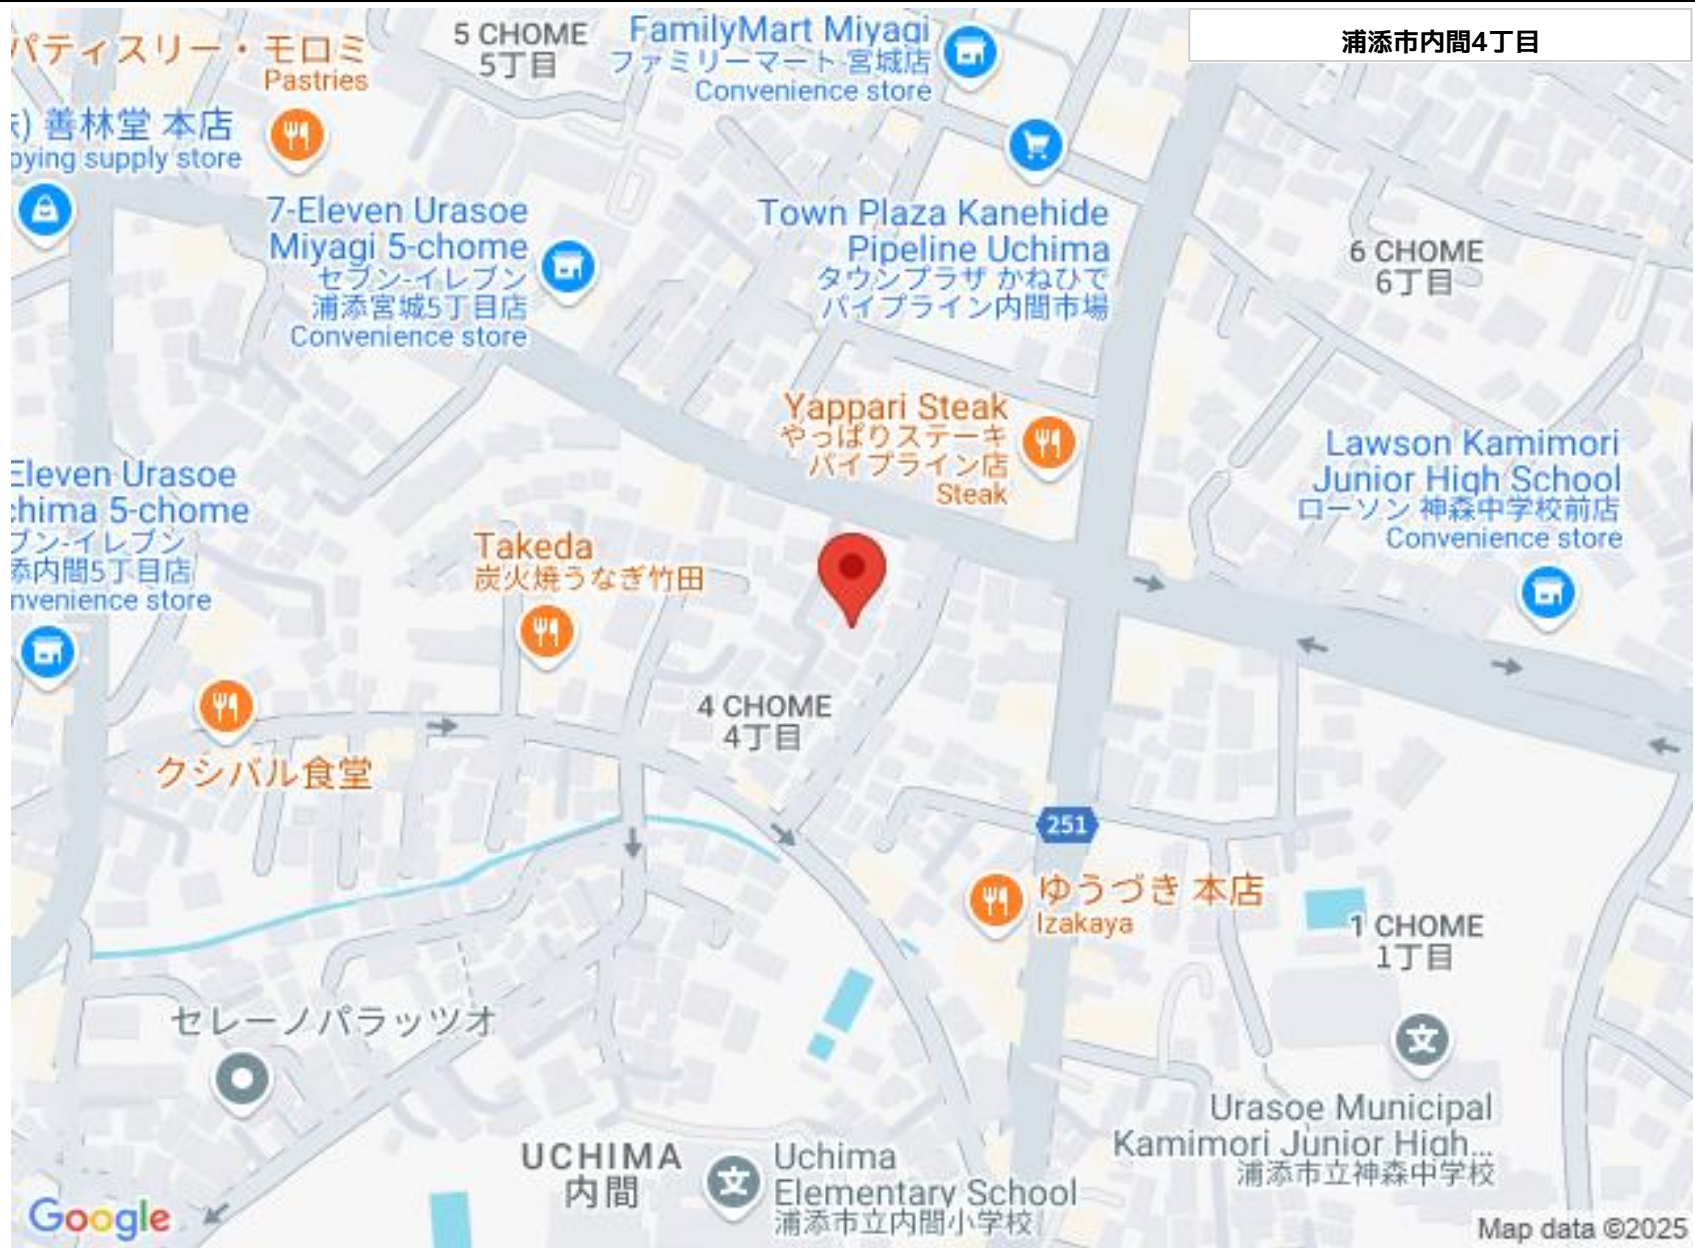 浦添市内間4丁目
パティスリー・モロミ
Pastries
5 CHOME
5丁目
FamilyMart Miyagi
ファミリーマート 宮城店
Convenience store
善林堂 本店
supply store
7-Eleven Urasoe
Miyagi 5-chome
セブン-イレブン
浦添宮城5丁目店
Convenience store
Town Plaza Kanehide
Pipeline Uchima
タウンプラザ かねひで
パイプライン内間市場
6 CHOME
6丁目
Yappari Steak
やっぱりステーキ
パイプライン店
Steak
Lawson Kamimori
Junior High School
ローソン 神森中学校前店
Convenience store
Eleven Urasoe
chima 5-chome
ブン-イレブン
添内間5丁目店
nvenience store
Takeda
炭火焼うなぎ竹田
4 CHOME
4丁目
クシバル食堂
251
ゆうづき 本店
Izakaya
1 CHOME
1丁目
セレーノパラッツオ
Urasoe Municipal
Kamimori Junior High...
浦添市立神森中学校
UCHIMA
内間
Uchima
Elementary School
浦添市立内間小学校
Google
Map data ©2025